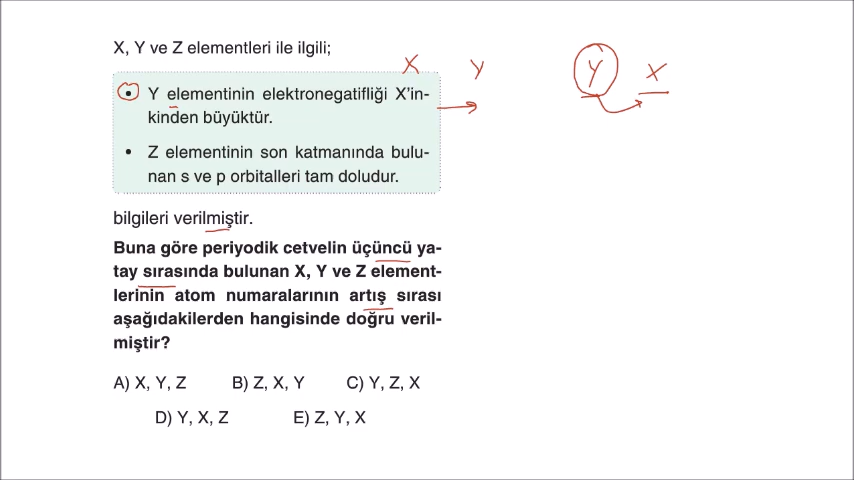 X, Y ve Z elementleri ile ilgili;
X Y
Y X
• Y elementinin elektronegatifliği X'in-
kinden büyüktür.
• Z elementinin son katmanında bulu-
nan s ve p orbitalleri tam doludur.
bilgileri verilmiştir.
Buna göre periyodik cetvelin üçüncü ya-
tay sırasında bulunan X, Y ve Z element-
lerinin atom numaralarının artış sırası
aşağıdakilerden hangisinde doğru veril-
miştir?
A) X, Y, Z B) Z, X, Y C) Y, Z, X
D) Y, X, Z E) Z, Y, X